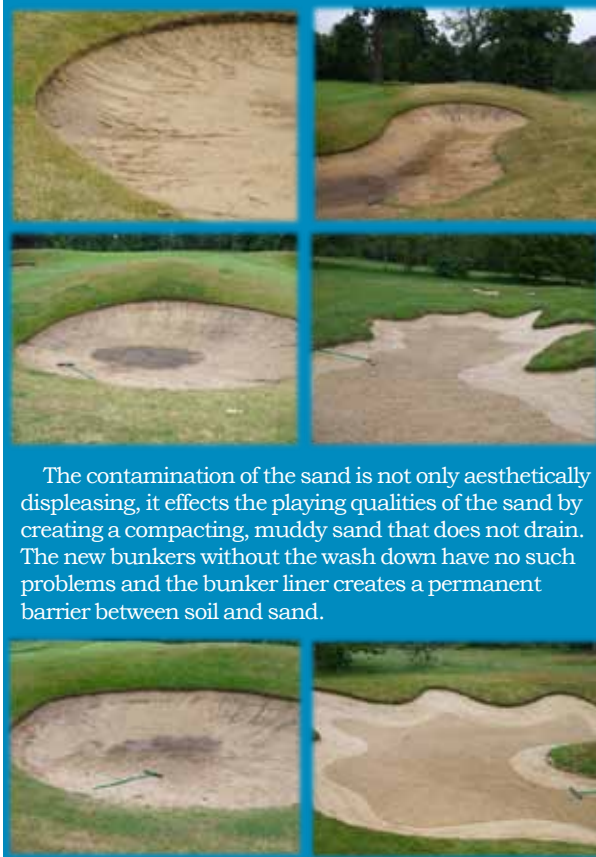 The contamination of the sand is not only aesthetically
displeasing, it effects the playing qualities of the sand by
creating a compacting, muddy sand that does not drain.
The new bunkers without the wash down have no such
problems and the bunker liner creates a permanent
barrier between soil and sand.